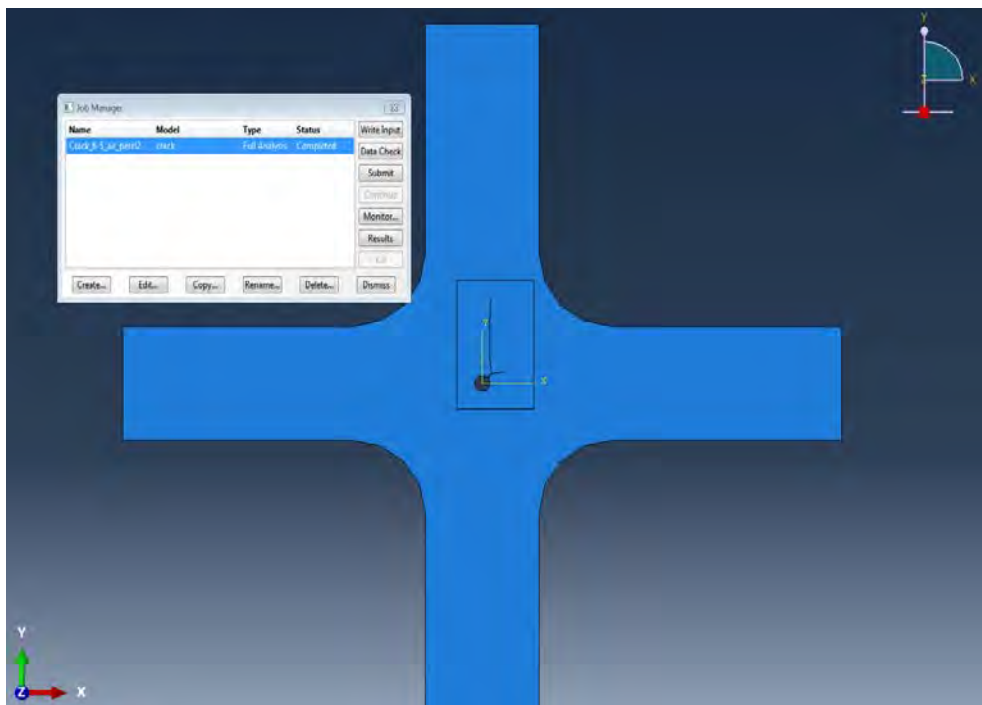 Y
X
Z
Job Manager
Name Model Type Status
crack Full Analysis Completed
Write Input
Data Check
Submit
Continue
Monitor...
Results
Kill
Create... Edit... Copy... Rename... Delete... Dismiss
Y
X
Y
Z X